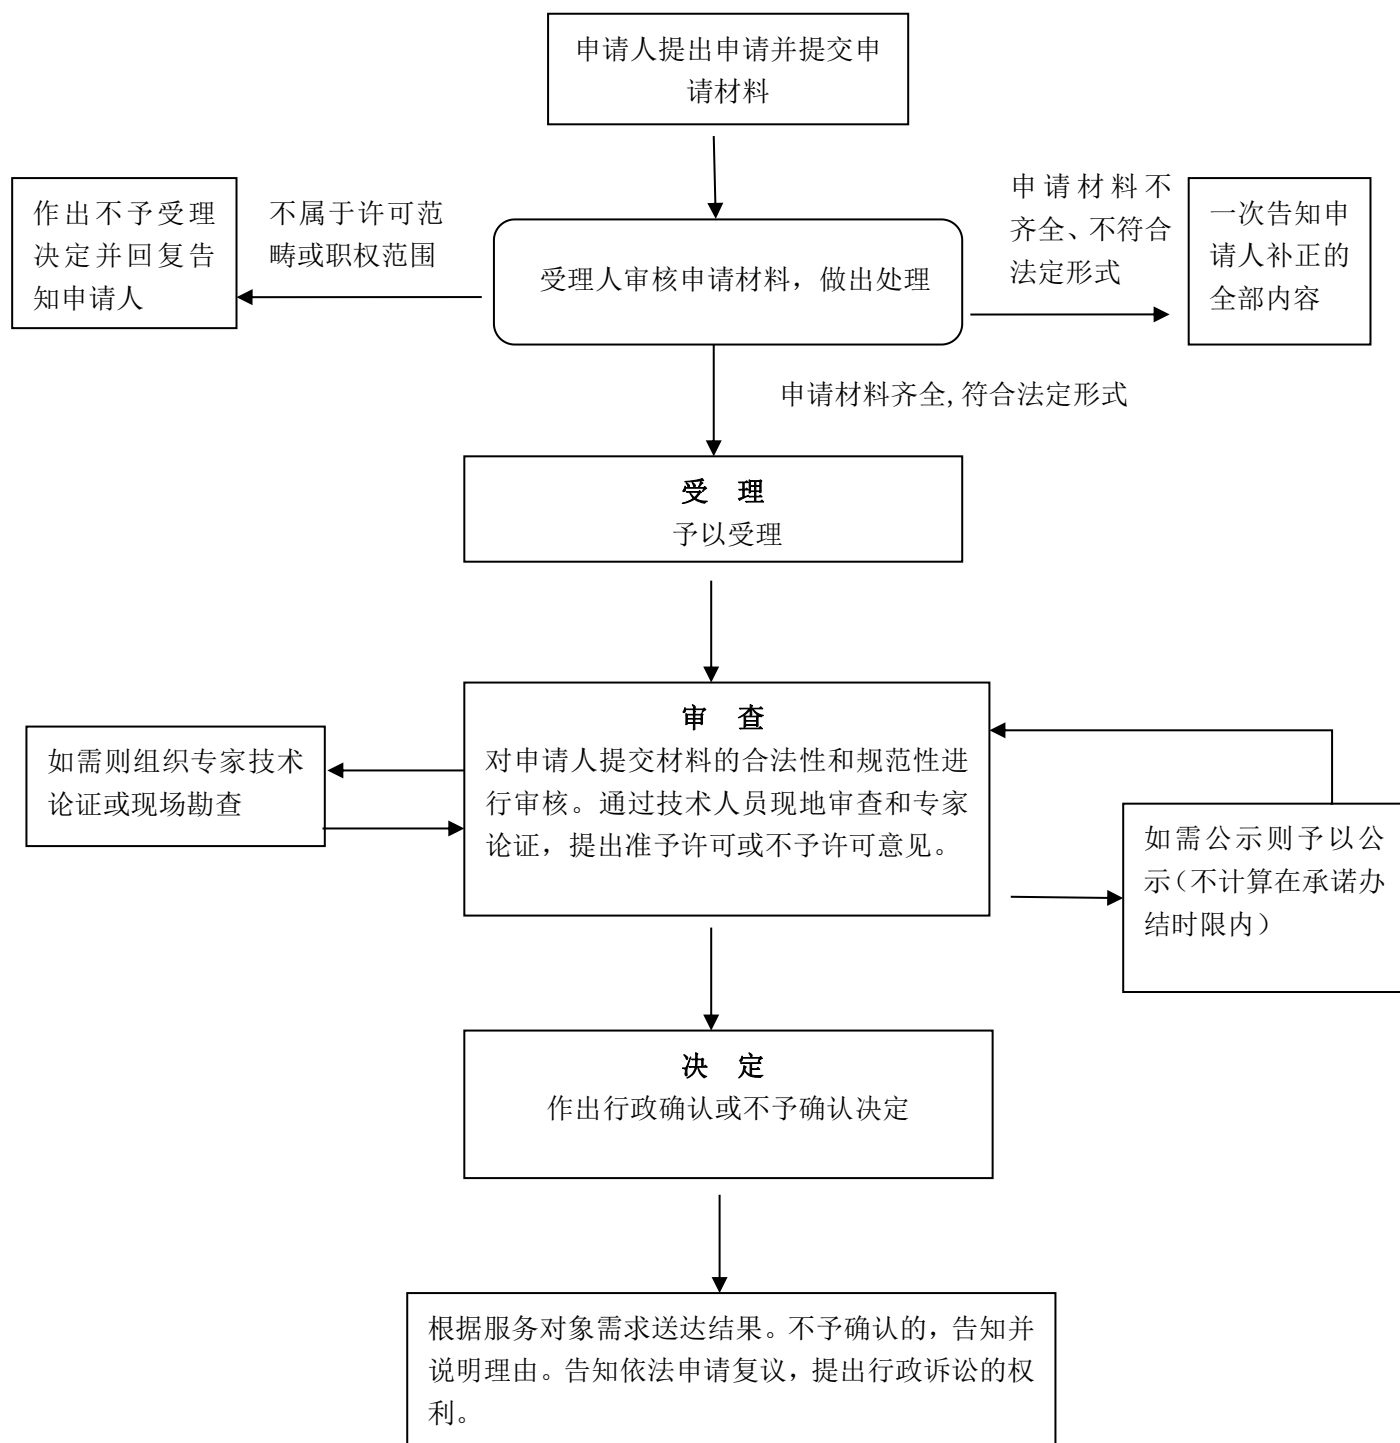 申请人提出申请并提交申
请材料
作出不予受理
决定并回复告
知申请人
不属于许可范
畴或职权范围
受理人审核申请材料，做出处理
申请材料不
齐全、不符合
法定形式
一次告知申
请人补正的
全部内容
申请材料齐全,符合法定形式
受 理
予以受理
如需则组织专家技术
论证或现场勘查
审 查
对申请人提交材料的合法性和规范性进
行审核。通过技术人员现地审查和专家
论证，提出准予许可或不予许可意见。
如需公示则予以公
示（不计算在承诺办
结时限内）
决 定
作出行政确认或不予确认决定
根据服务对象需求送达结果。不予确认的，告知并
说明理由。告知依法申请复议，提出行政诉讼的权
利。